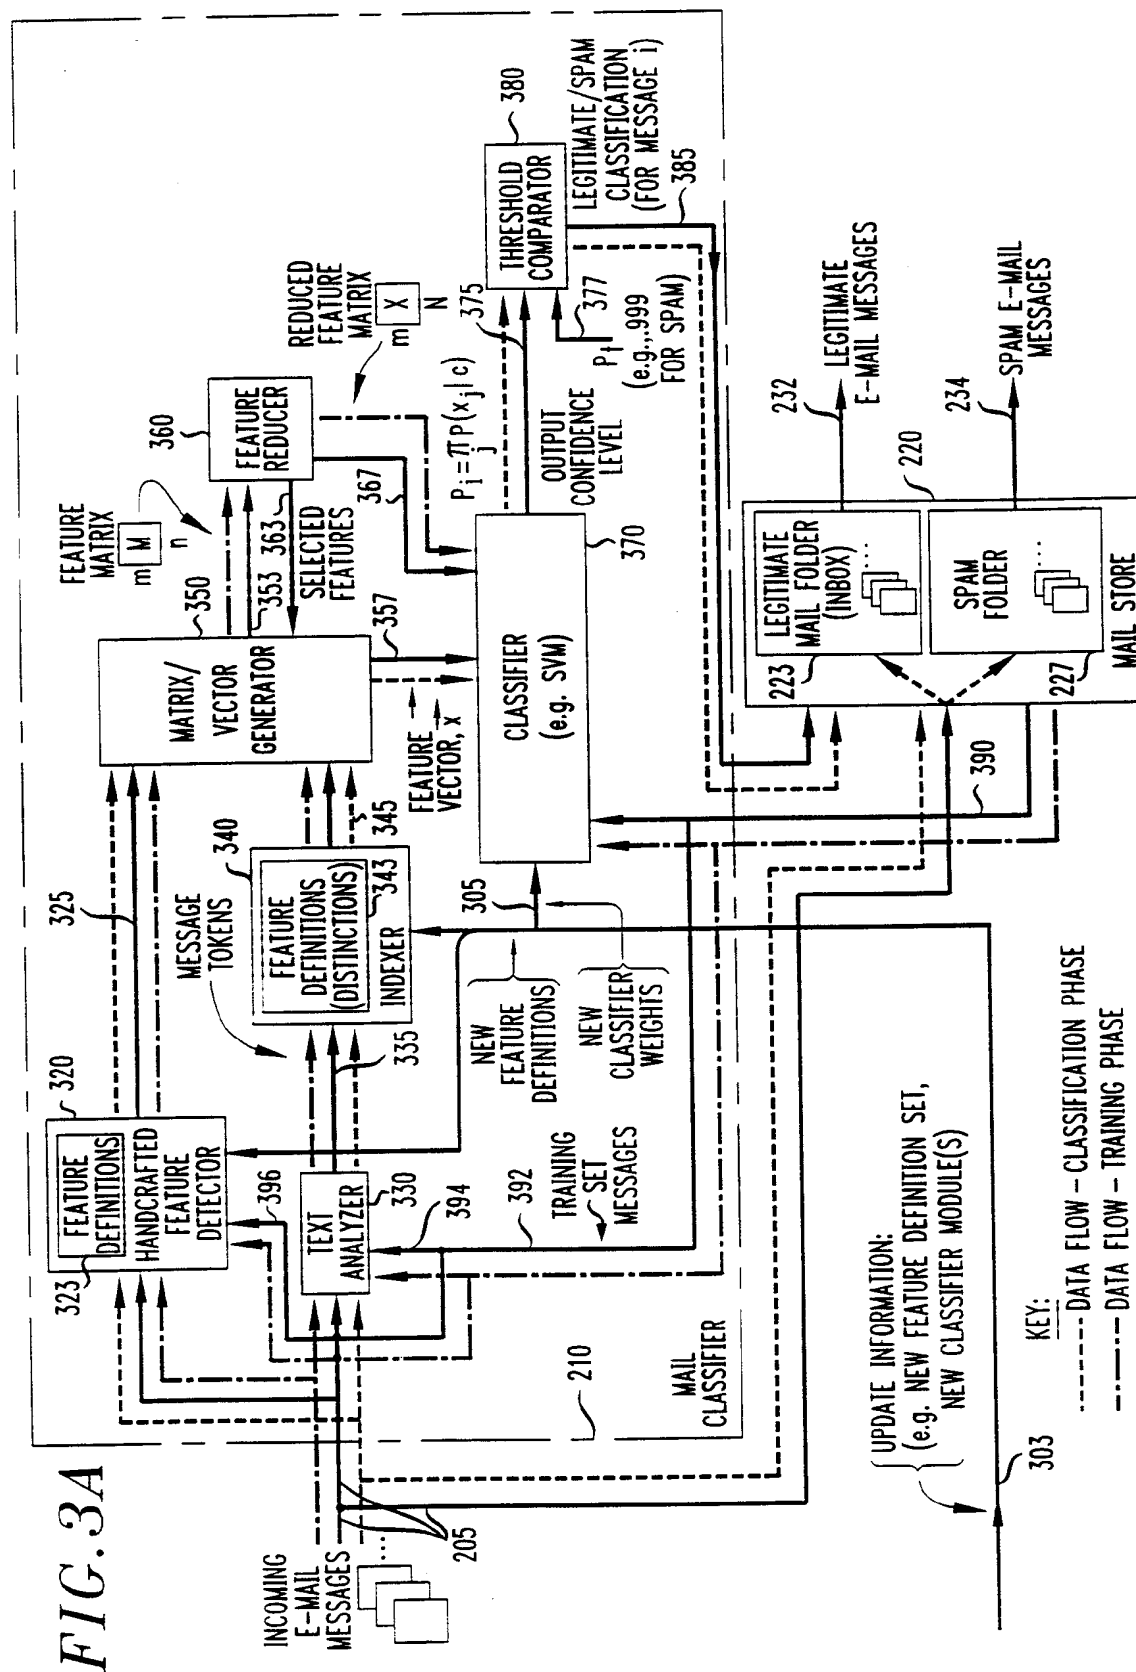 FIG. 3A
INCOMING
E-MAIL
MESSAGES
...
205
323
FEATURE
DEFINITIONS
HANDCRAFTED
FEATURE
DETECTOR
320
396
325
TEXT
ANALYZER
330
394
392
TRAINING
SET
MESSAGES
MESSAGE
TOKENS
335
340
FEATURE
DEFINITIONS
(DISTINCTIONS)
343
INDEXER
345
MATRIX/
VECTOR
GENERATOR
350
353
357
FEATURE
VECTOR, x
FEATURE
MATRIX
m M
n
363
SELECTED
FEATURES
360
FEATURE
REDUCER
367
REDUCED
FEATURE
MATRIX
m X
N
NEW
FEATURE
DEFINITIONS
NEW
CLASSIFIER
WEIGHTS
305
CLASSIFIER
(e.g. SVM)
370
Pi = π P(xj | c)
j
OUTPUT
CONFIDENCE
LEVEL
375
377
Pt
(e.g.,.999
FOR SPAM)
THRESHOLD
COMPARATOR
380
LEGITIMATE/SPAM
CLASSIFICATION
(FOR MESSAGE i)
385
210
MAIL
CLASSIFIER
390
223
LEGITIMATE
MAIL FOLDER
(INBOX)
...
SPAM
FOLDER
...
227
MAIL STORE
220
232
LEGITIMATE
E-MAIL MESSAGES
234
SPAM E-MAIL
MESSAGES
UPDATE INFORMATION:
(e.g. NEW FEATURE DEFINITION SET,
NEW CLASSIFIER MODULE(S)
303
KEY:
DATA FLOW - CLASSIFICATION PHASE
DATA FLOW - TRAINING PHASE